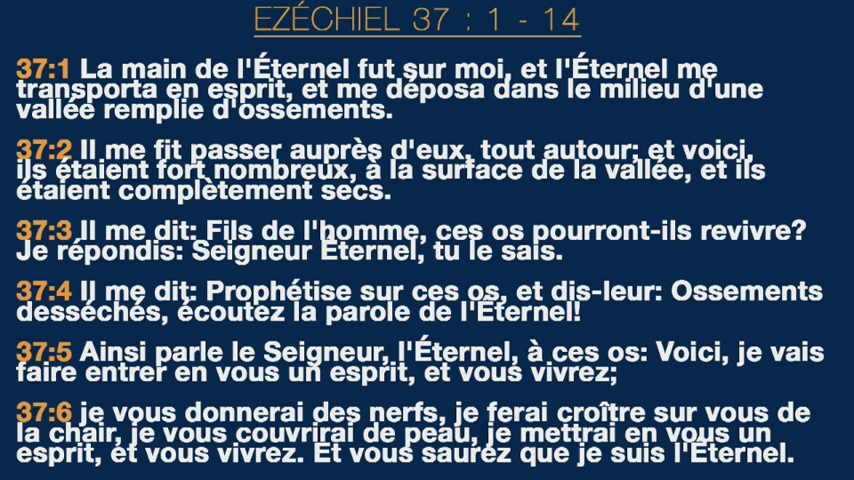 EZÉCHIEL 37 : 1 - 14
37:1 La main de l'Éternel fut sur moi, et l'Éternel me
transporta en esprit, et me déposa dans le milieu d'une
vallée remplie d'ossements.
37:2 Il me fit passer auprès d'eux, tout autour; et voici,
ils étaient fort nombreux, à la surface de la vallée, et ils
étaient complètement secs.
37:3 Il me dit: Fils de l'homme, ces os pourront-ils revivre?
Je répondis: Seigneur Éternel, tu le sais.
37:4 Il me dit: Prophétise sur ces os, et dis-leur: Ossements
desséchés, écoutez la parole de l'Éternel!
37:5 Ainsi parle le Seigneur, l'Éternel, à ces os: Voici, je vais
faire entrer en vous un esprit, et vous vivrez;
37:6 je vous donnerai des nerfs, je ferai croître sur vous de
la chair, je vous couvrirai de peau, je mettrai en vous un
esprit, et vous vivrez. Et vous saurez que je suis l'Éternel.